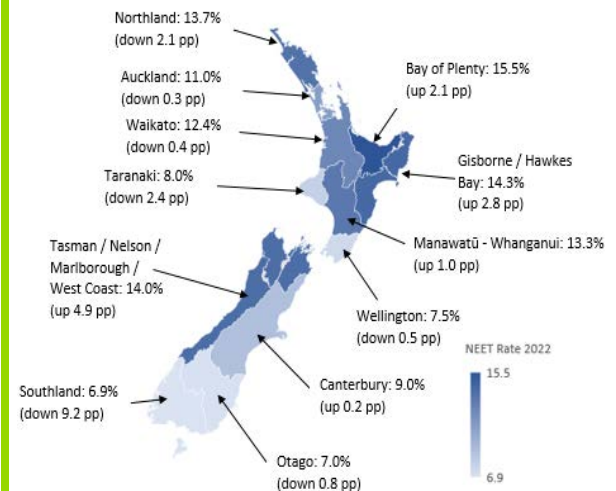 Northland: 13.7%
(down 2.1 pp)
Auckland: 11.0%
(down 0.3 pp)
Waikato: 12.4%
(down 0.4 pp)
Taranaki: 8.0%
(down 2.4 pp)
Bay of Plenty: 15.5%
(up 2.1 pp)
Gisborne / Hawkes
Bay: 14.3%
(up 2.8 pp)
Manawatū - Whanganui: 13.3%
(up 1.0 pp)
Tasman / Nelson /
Marlborough /
West Coast: 14.0%
(up 4.9 pp)
Wellington: 7.5%
(down 0.5 pp)
Canterbury: 9.0%
(up 0.2 pp)
Southland: 6.9%
(down 9.2 pp)
Otago: 7.0%
(down 0.8 pp)
NEET Rate 2022
15.5
6.9